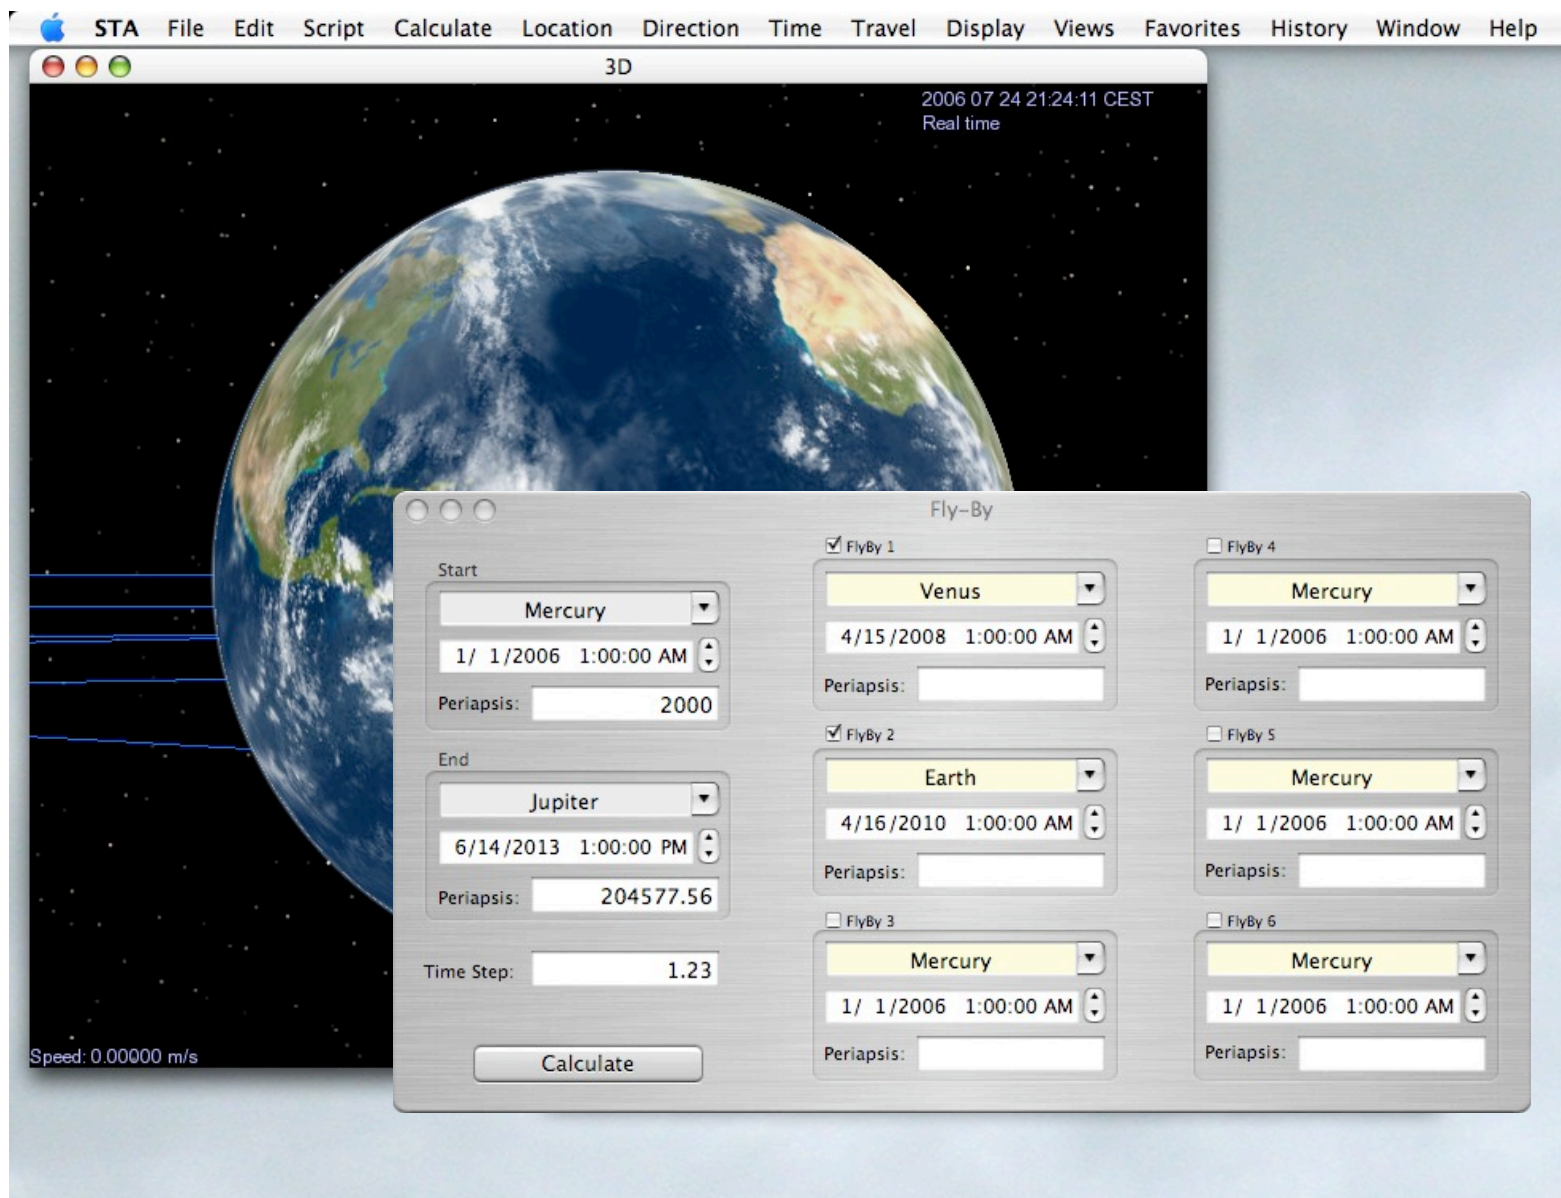 STA File Edit Script Calculate Location Direction Time Travel Display Views Favorites History Window Help
3D
2006 07 24 21:24:11 CEST
Real time
Speed: 0.00000 m/s
Fly-By
Start
Mercury
1/ 1/2006 1:00:00 AM
Periapsis: 2000
End
Jupiter
6/14/2013 1:00:00 PM
Periapsis: 204577.56
Time Step: 1.23
Calculate
FlyBy 1
Venus
4/15/2008 1:00:00 AM
Periapsis:
FlyBy 2
Earth
4/16/2010 1:00:00 AM
Periapsis:
FlyBy 3
Mercury
1/ 1/2006 1:00:00 AM
Periapsis:
FlyBy 4
Mercury
1/ 1/2006 1:00:00 AM
Periapsis:
FlyBy 5
Mercury
1/ 1/2006 1:00:00 AM
Periapsis:
FlyBy 6
Mercury
1/ 1/2006 1:00:00 AM
Periapsis: